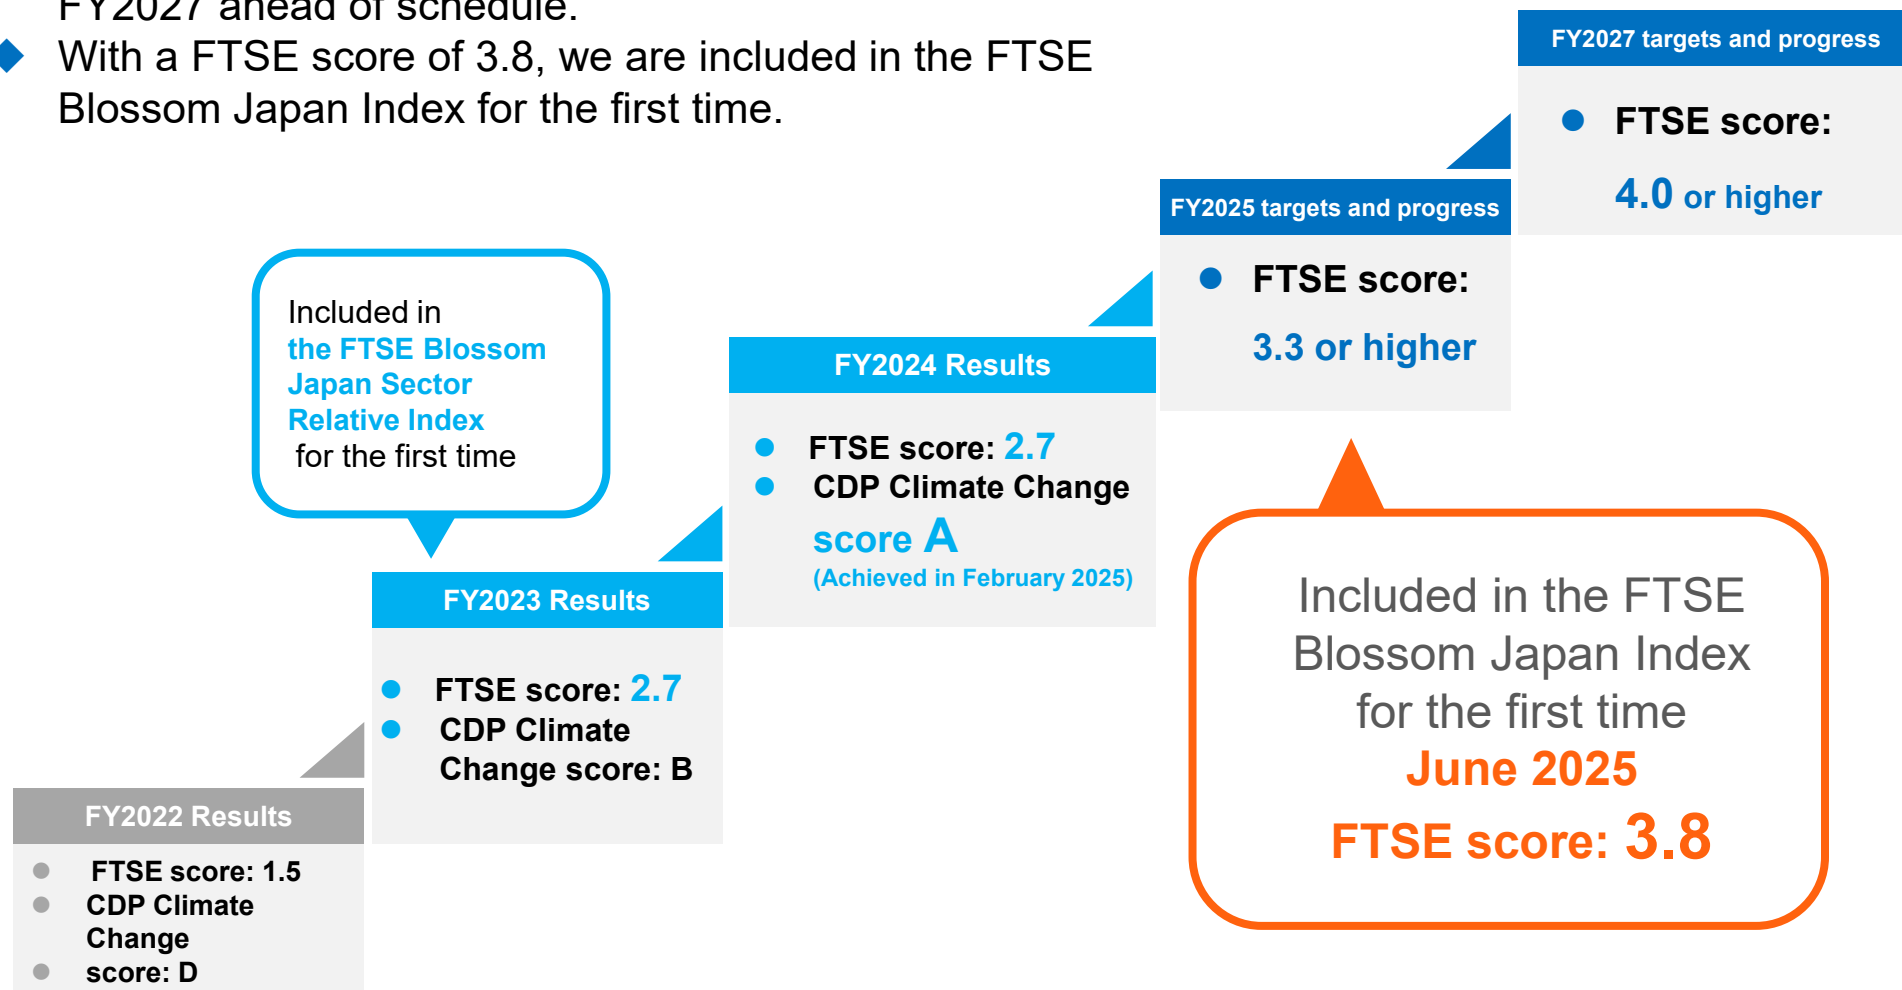 FY2027 ahead of schedule.
With a FTSE score of 3.8, we are included in the FTSE
Blossom Japan Index for the first time.
FY2027 targets and progress
FTSE score:
4.0 or higher
FY2025 targets and progress
FTSE score:
3.3 or higher
Included in
the FTSE Blossom
Japan Sector
Relative Index
for the first time
FY2024 Results
FTSE score: 2.7
CDP Climate Change
score A
(Achieved in February 2025)
FY2023 Results
FTSE score: 2.7
CDP Climate
Change score: B
Included in the FTSE
Blossom Japan Index
for the first time
June 2025
FTSE score: 3.8
FY2022 Results
FTSE score: 1.5
CDP Climate
Change
score: D